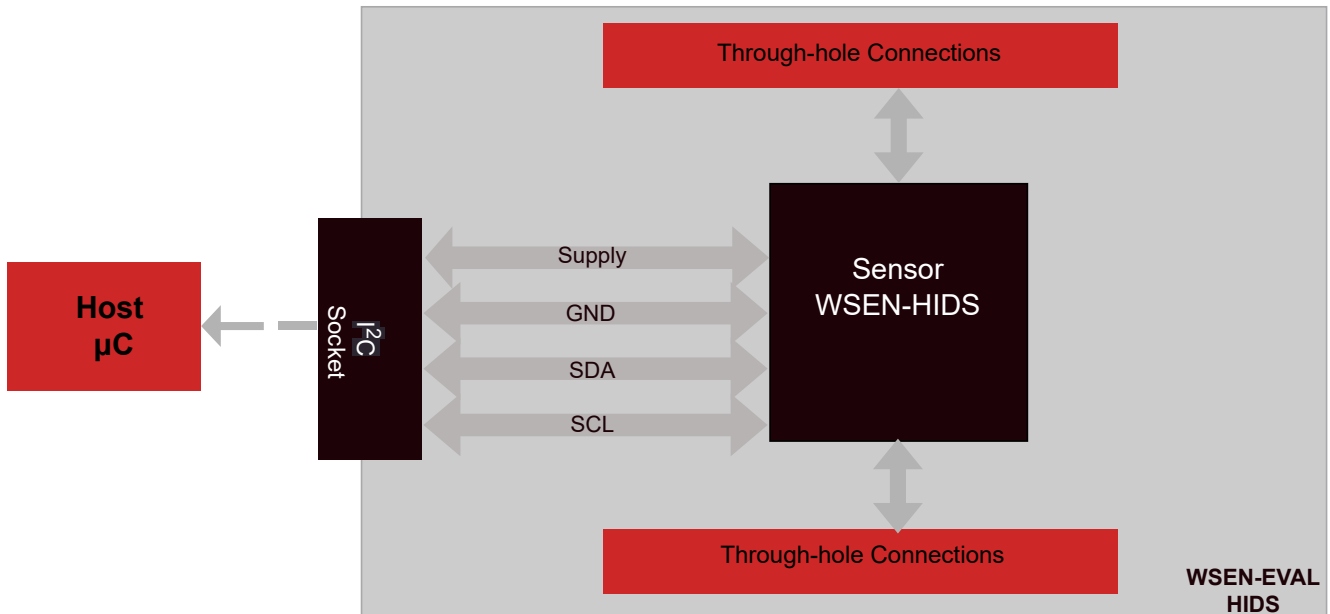 Through-hole Connections
Supply
Sensor
WSEN-HIDS
Host
µC
I²C
Socket
GND
SDA
SCL
Through-hole Connections
WSEN-EVAL
HIDS